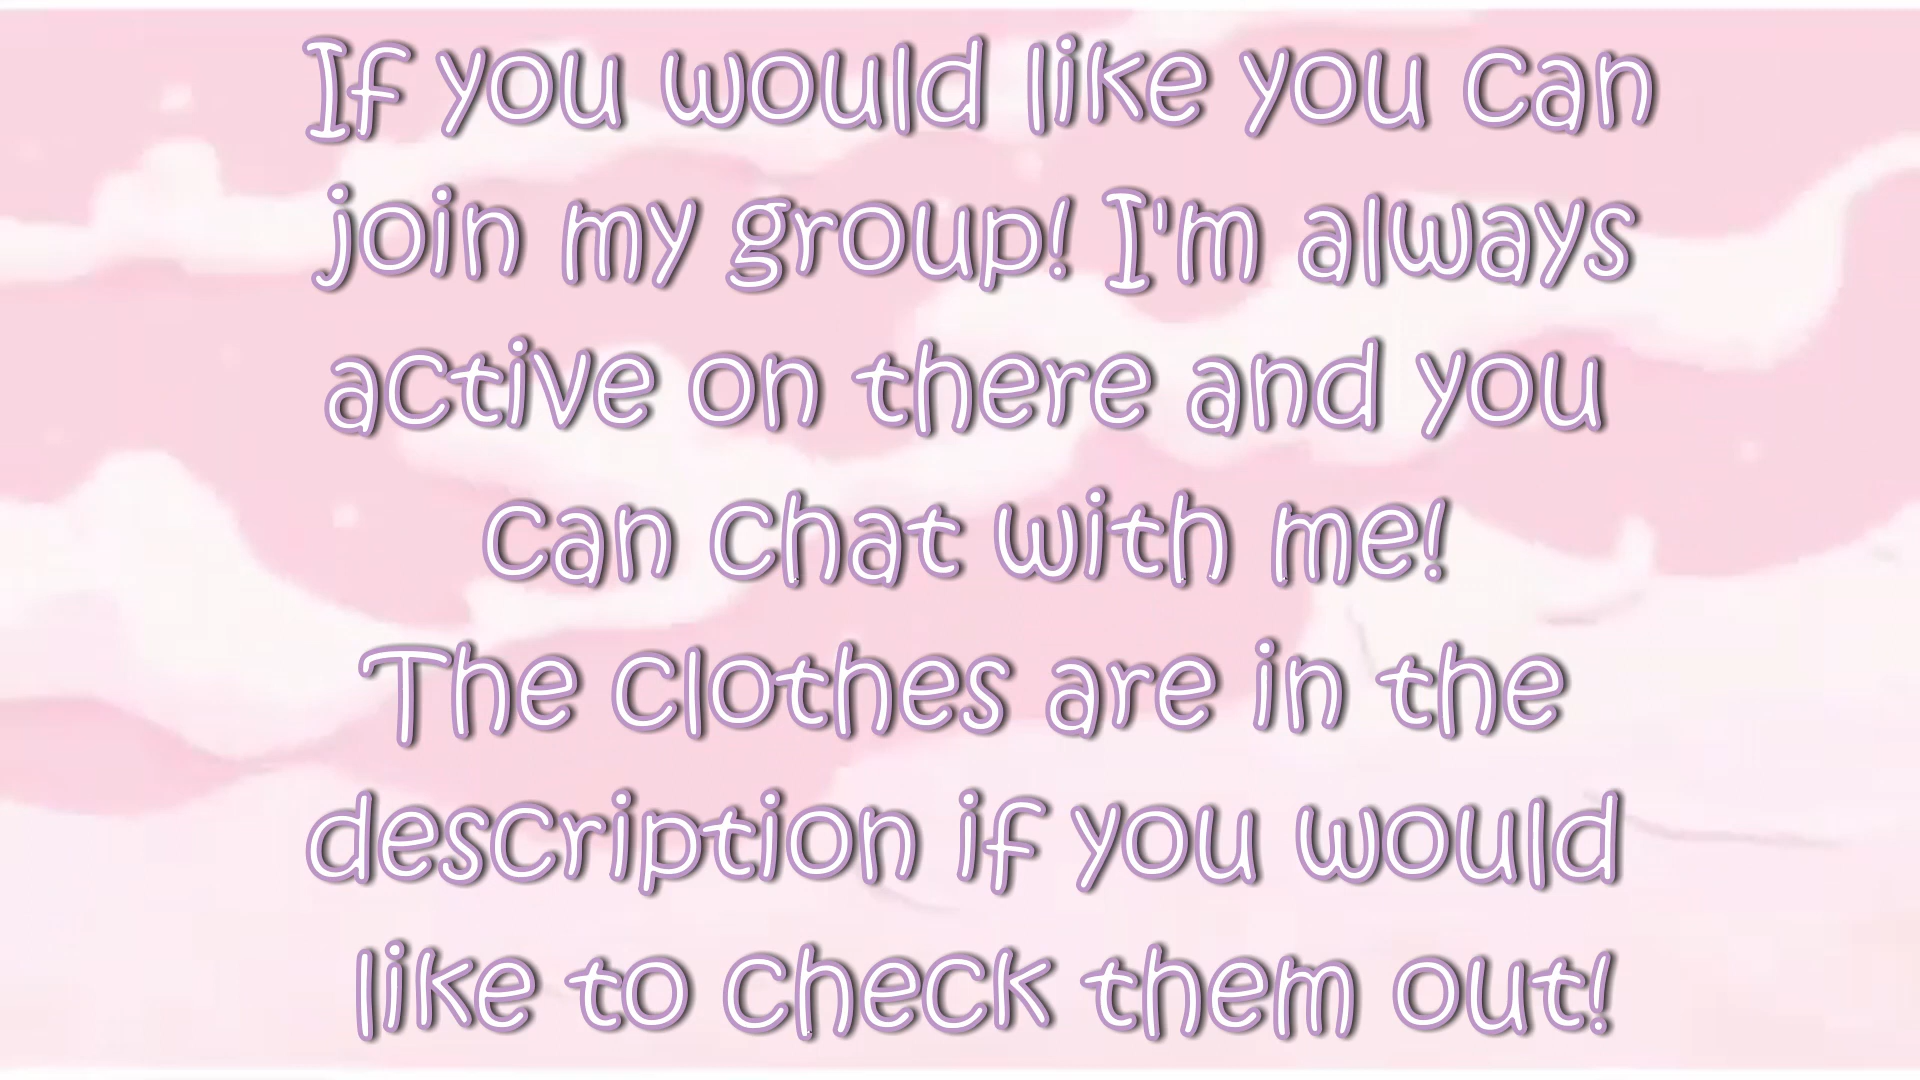 If you would like you can
join my group! I'm always
active on there and you
can chat with me!
The clothes are in the
description if you would
like to check them out!